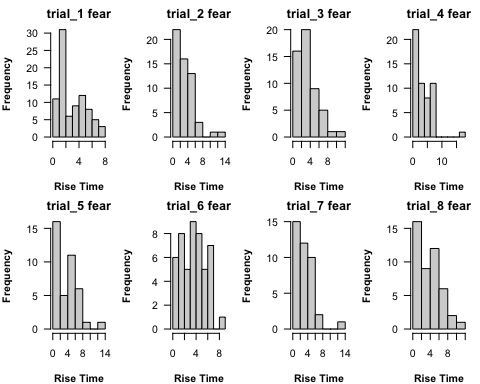 trial_1 fear trial_2 fear trial_3 fear trial_4 fear
Frequency Frequency Frequency Frequency
0 5 10 15 20 25 30
0 5 10 15 20
0 5 10 15 20
0 5 10 15 20
0 4 8 0 4 8 14 0 4 8 0 10
Rise Time Rise Time Rise Time Rise Time
trial_5 fear trial_6 fear trial_7 fear trial_8 fear
Frequency Frequency Frequency Frequency
0 5 10 15
0 2 4 6 8
0 5 10 15
0 5 10 15
0 4 8 14 0 4 8 0 4 8 14 0 4 8
Rise Time Rise Time Rise Time Rise Time